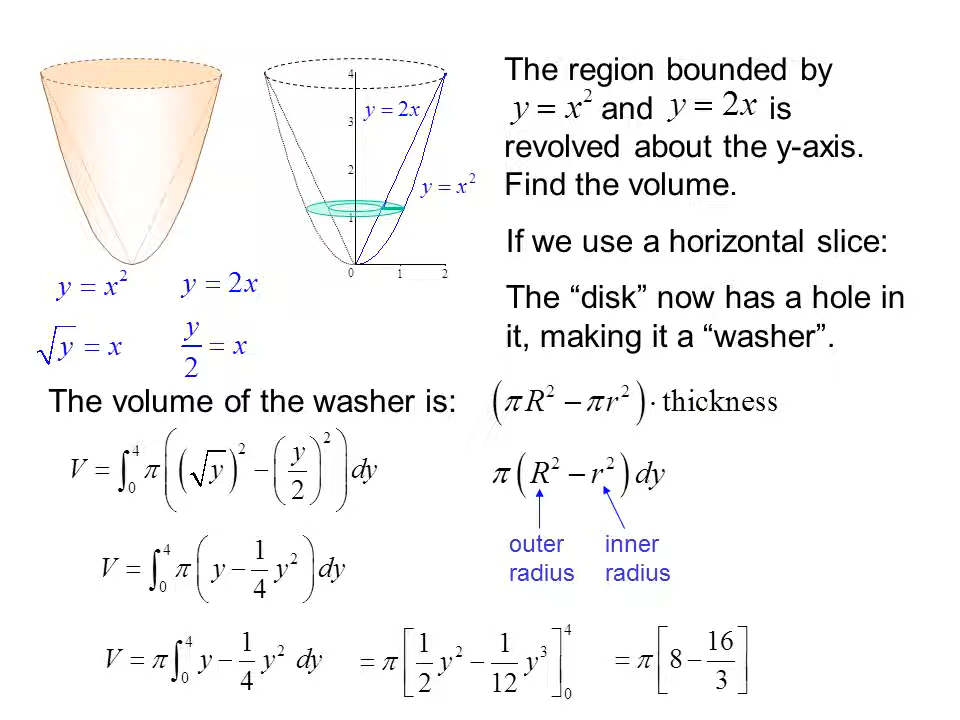 The region bounded by
y = x² and y = 2x is
revolved about the y-axis.
Find the volume.
4
3
2
1
0 1 2
y = 2x
y = x²
If we use a horizontal slice:
The “disk” now has a hole in
it, making it a “washer”.
y = x² y = 2x
√y = x y/2 = x
The volume of the washer is: (πR² − πr²) · thickness
V = ∫₀⁴ π((√y)² − (y/2)²) dy
π(R² − r²) dy
outer radius
inner radius
V = ∫₀⁴ π(y − 1/4 y²) dy
V = π∫₀⁴ y − 1/4 y² dy = π[1/2 y² − 1/12 y³]₀⁴ = π[8 − 16/3]